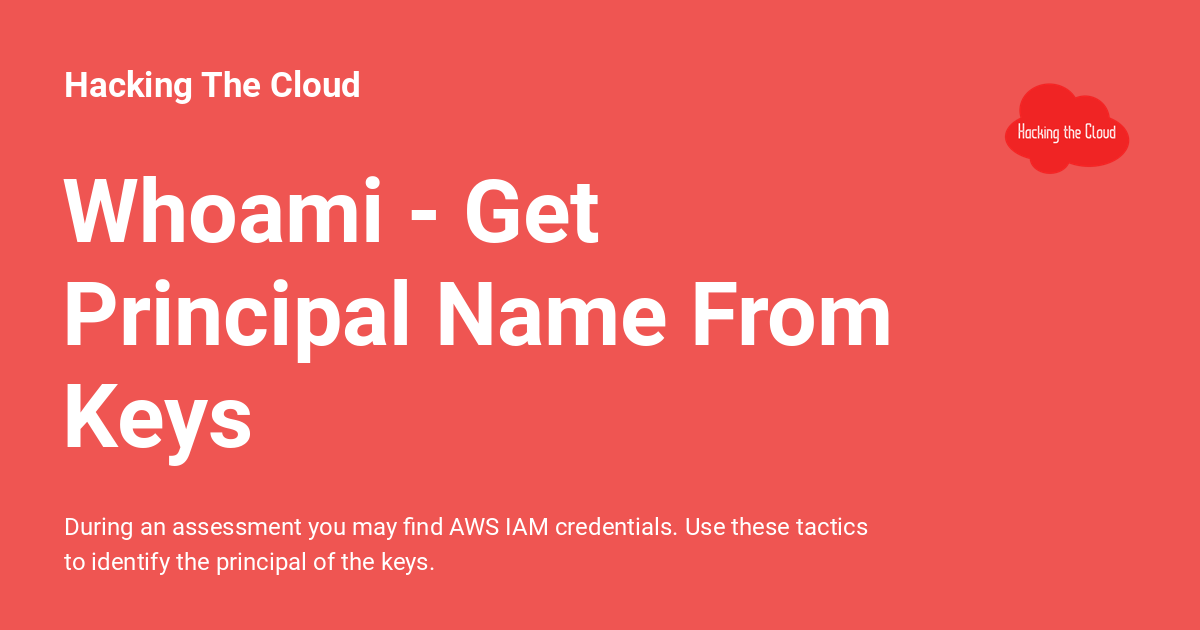 Hacking The Cloud
Hacking the Cloud
Whoami - Get
Principal Name From
Keys
During an assessment you may find AWS IAM credentials. Use these tactics
to identify the principal of the keys.